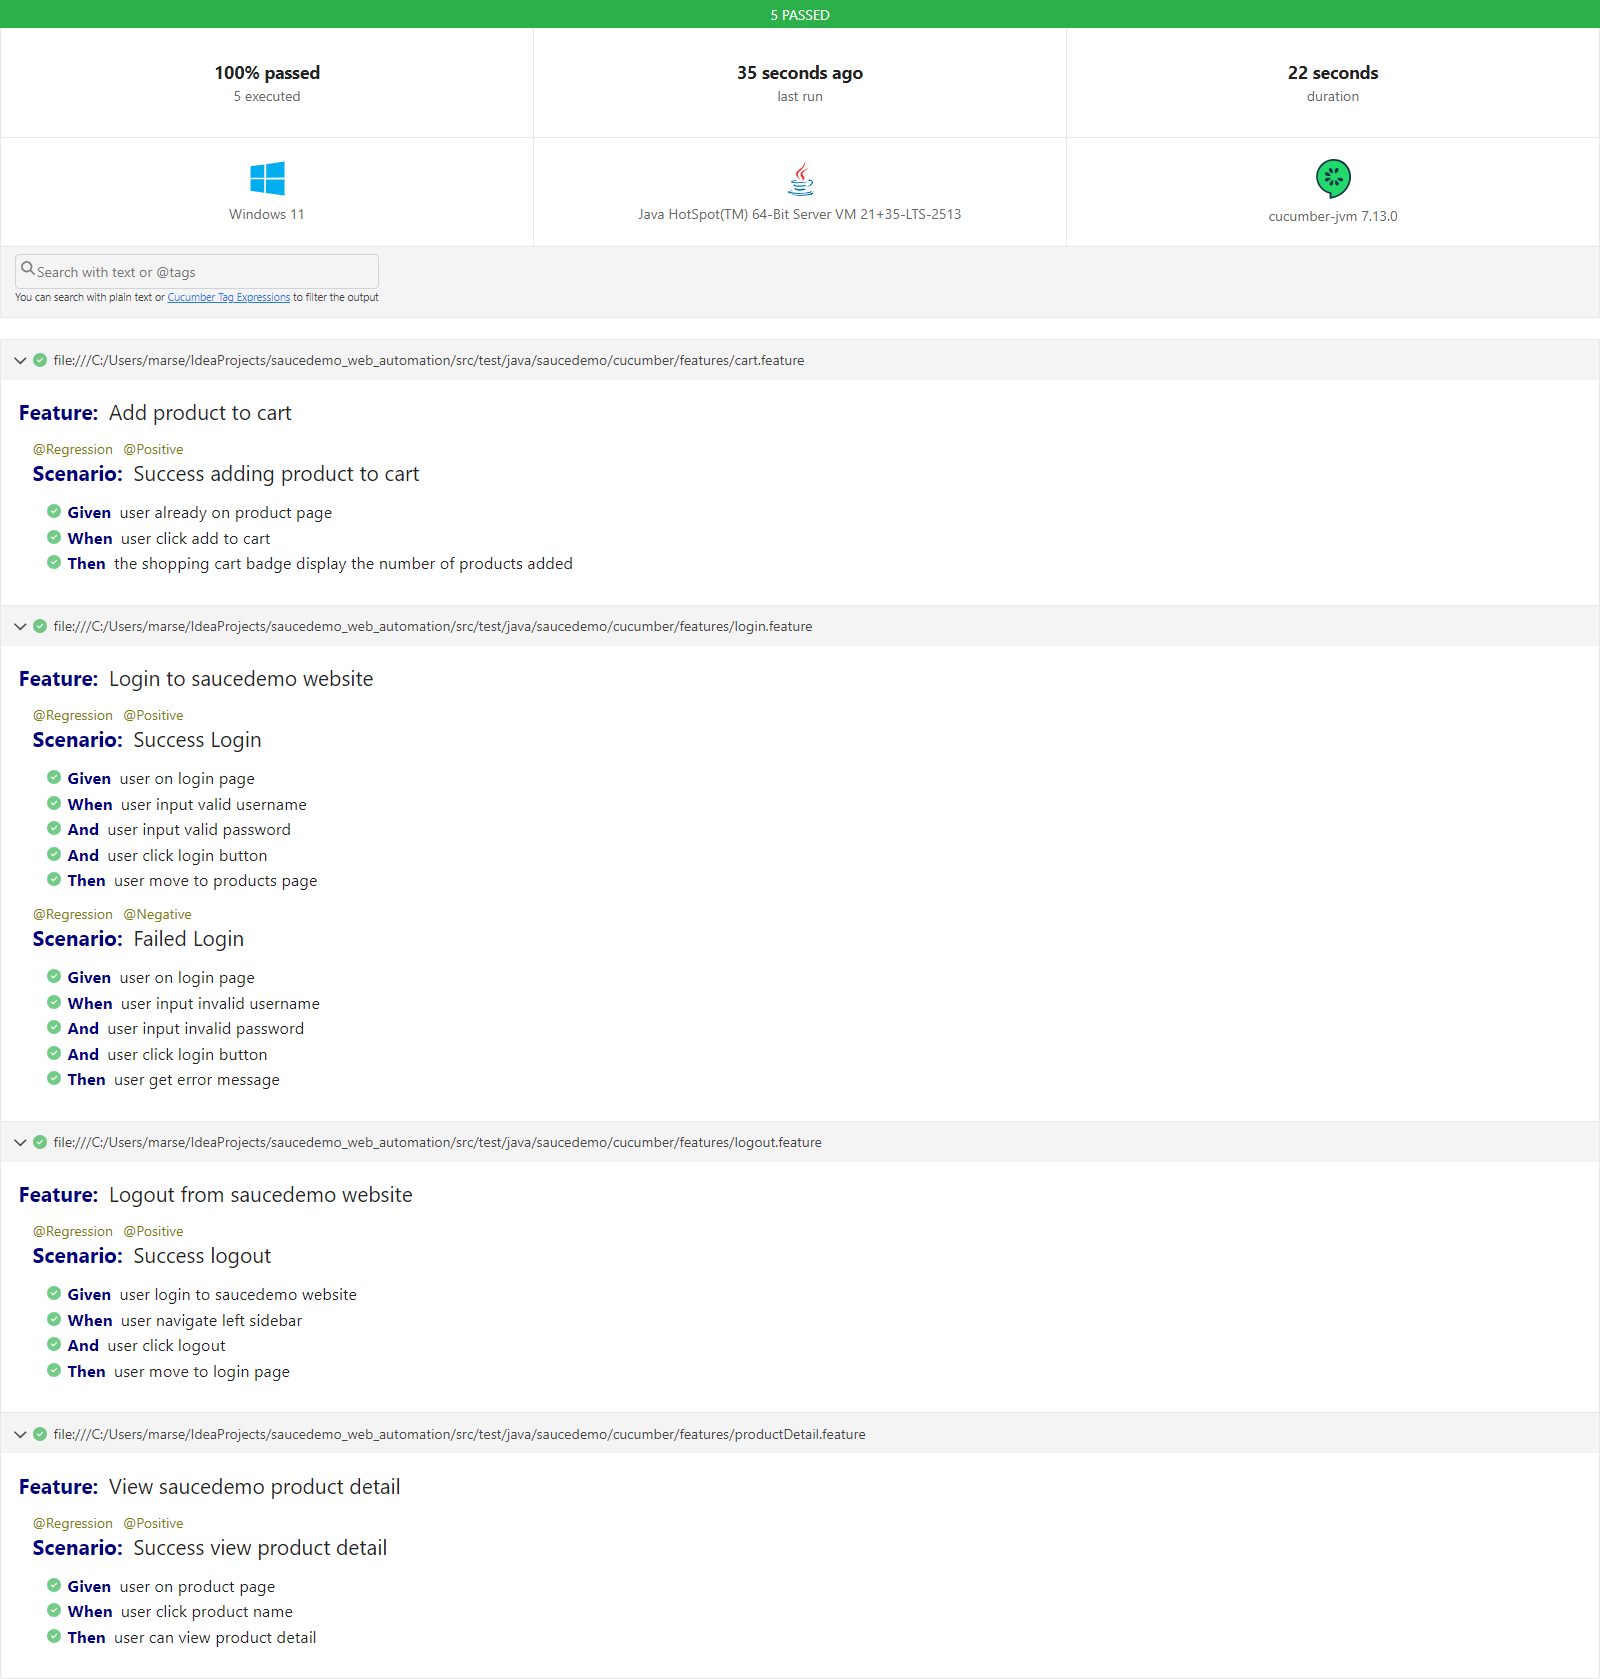 5 PASSED
100% passed
5 executed
35 seconds ago
last run
22 seconds
duration
Windows 11
Java HotSpot(TM) 64-Bit Server VM 21+35-LTS-2513
cucumber-jvm 7.13.0
Search with text or @tags
You can search with plain text or Cucumber Tag Expressions to filter the output
file:///C:/Users/marse/IdeaProjects/saucedemo_web_automation/src/test/java/saucedemo/cucumber/features/cart.feature
Feature: Add product to cart
@Regression @Positive
Scenario: Success adding product to cart
Given user already on product page
When user click add to cart
Then the shopping cart badge display the number of products added
file:///C:/Users/marse/IdeaProjects/saucedemo_web_automation/src/test/java/saucedemo/cucumber/features/login.feature
Feature: Login to saucedemo website
@Regression @Positive
Scenario: Success Login
Given user on login page
When user input valid username
And user input valid password
And user click login button
Then user move to products page
@Regression @Negative
Scenario: Failed Login
Given user on login page
When user input invalid username
And user input invalid password
And user click login button
Then user get error message
file:///C:/Users/marse/IdeaProjects/saucedemo_web_automation/src/test/java/saucedemo/cucumber/features/logout.feature
Feature: Logout from saucedemo website
@Regression @Positive
Scenario: Success logout
Given user login to saucedemo website
When user navigate left sidebar
And user click logout
Then user move to login page
file:///C:/Users/marse/IdeaProjects/saucedemo_web_automation/src/test/java/saucedemo/cucumber/features/productDetail.feature
Feature: View saucedemo product detail
@Regression @Positive
Scenario: Success view product detail
Given user on product page
When user click product name
Then user can view product detail